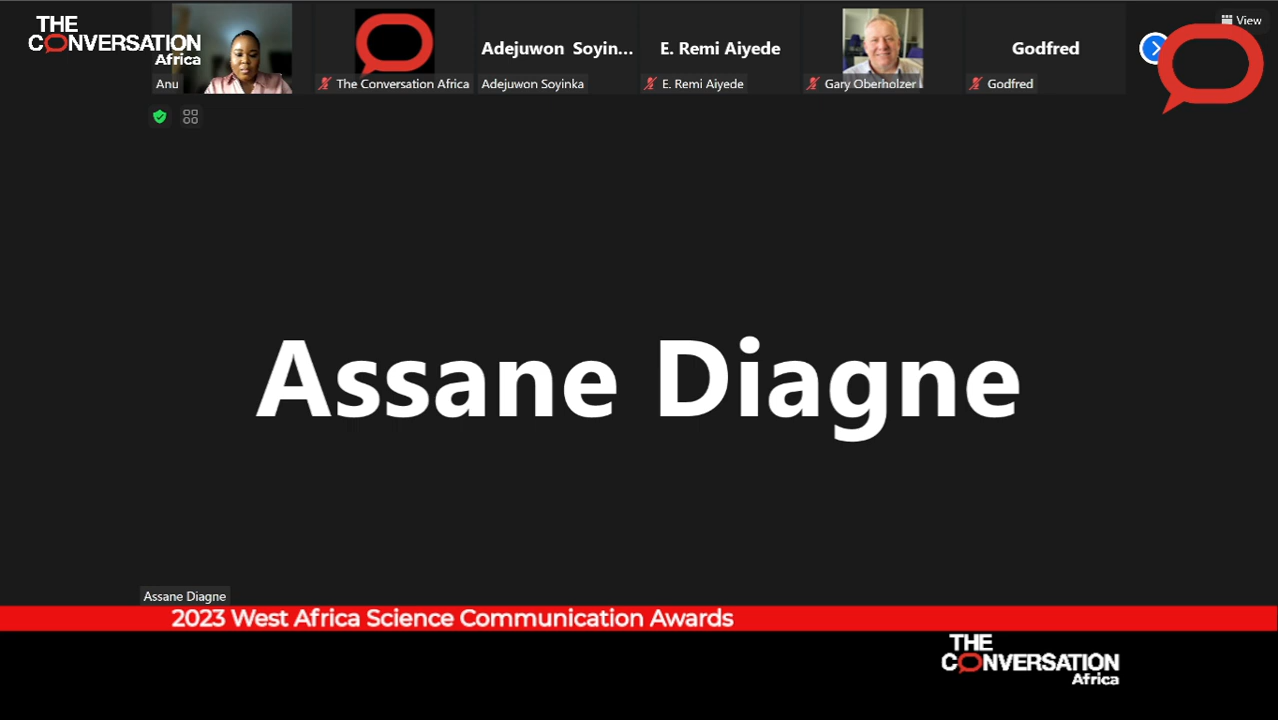 THE
CONVERSATION
Africa
Adejuwon Soyin...
E. Remi Aiyede
Godfred
View
Anu
The Conversation Africa
Adejuwon Soyinka
E. Remi Aiyede
Gary Oberholzer
Godfred
Assane Diagne
Assane Diagne
2023 West Africa Science Communication Awards
THE
CONVERSATION
Africa